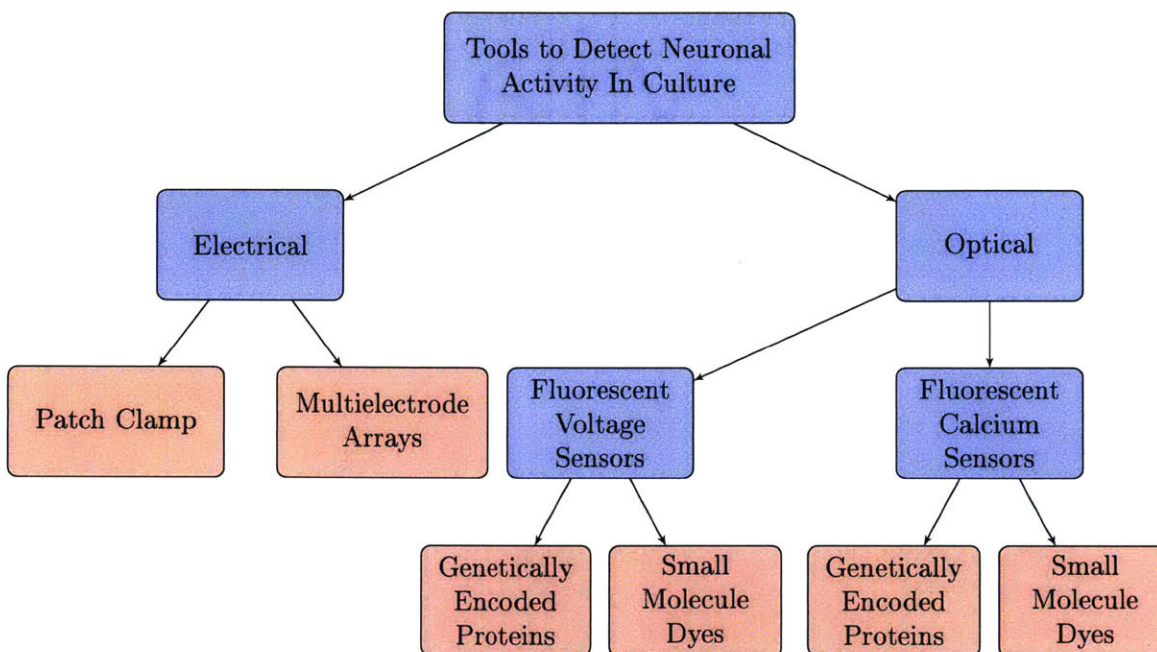 Tools to Detect Neuronal
Activity In Culture
Electrical
Optical
Patch Clamp
Multielectrode
Arrays
Fluorescent
Voltage
Sensors
Fluorescent
Calcium
Sensors
Genetically
Encoded
Proteins
Small
Molecule
Dyes
Genetically
Encoded
Proteins
Small
Molecule
Dyes